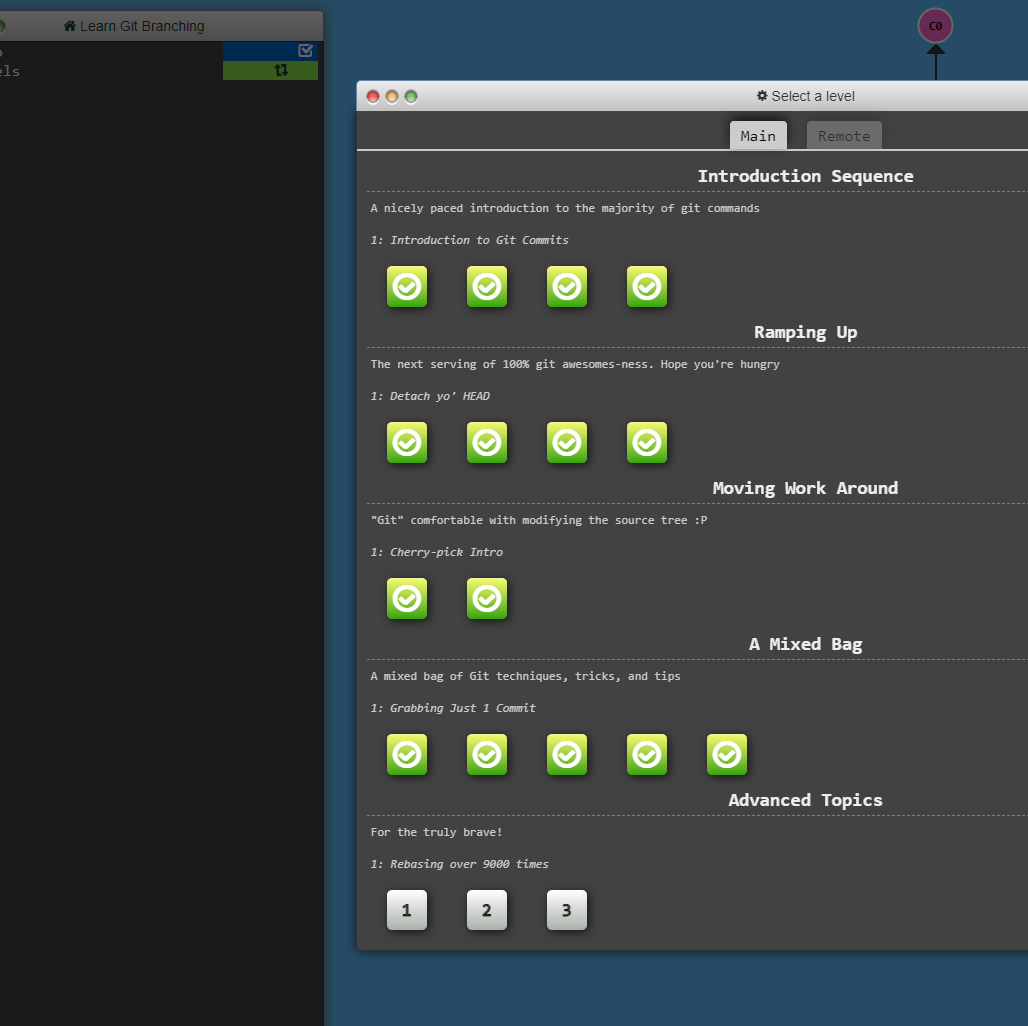 Learn Git Branching
C0
els
Select a level
Main
Remote
Introduction Sequence
A nicely paced introduction to the majority of git commands
1: Introduction to Git Commits
Ramping Up
The next serving of 100% git awesomes-ness. Hope you're hungry
1: Detach yo' HEAD
Moving Work Around
"Git" comfortable with modifying the source tree :P
1: Cherry-pick Intro
A Mixed Bag
A mixed bag of Git techniques, tricks, and tips
1: Grabbing Just 1 Commit
Advanced Topics
For the truly brave!
1: Rebasing over 9000 times
1 2 3